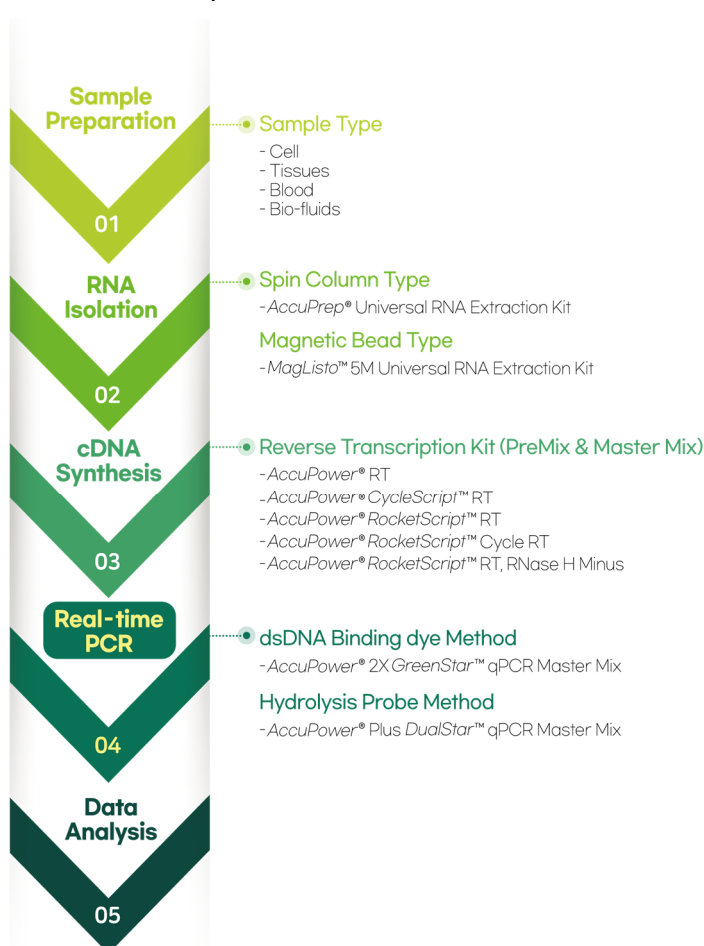 Sample
Preparation
Sample Type
- Cell
- Tissues
- Blood
- Bio-fluids
01
RNA
Isolation
Spin Column Type
- AccuPrep® Universal RNA Extraction Kit
Magnetic Bead Type
- MagListo™ 5M Universal RNA Extraction Kit
02
cDNA
Synthesis
Reverse Transcription Kit (PreMix & Master Mix)
- AccuPower® RT
- AccuPower® CycleScript™ RT
- AccuPower® RocketScript™ RT
- AccuPower® RocketScript™ Cycle RT
- AccuPower® RocketScript™ RT, RNase H Minus
03
Real-time
PCR
dsDNA Binding dye Method
- AccuPower® 2X GreenStar™ qPCR Master Mix
Hydrolysis Probe Method
- AccuPower® Plus DualStar™ qPCR Master Mix
04
Data
Analysis
05